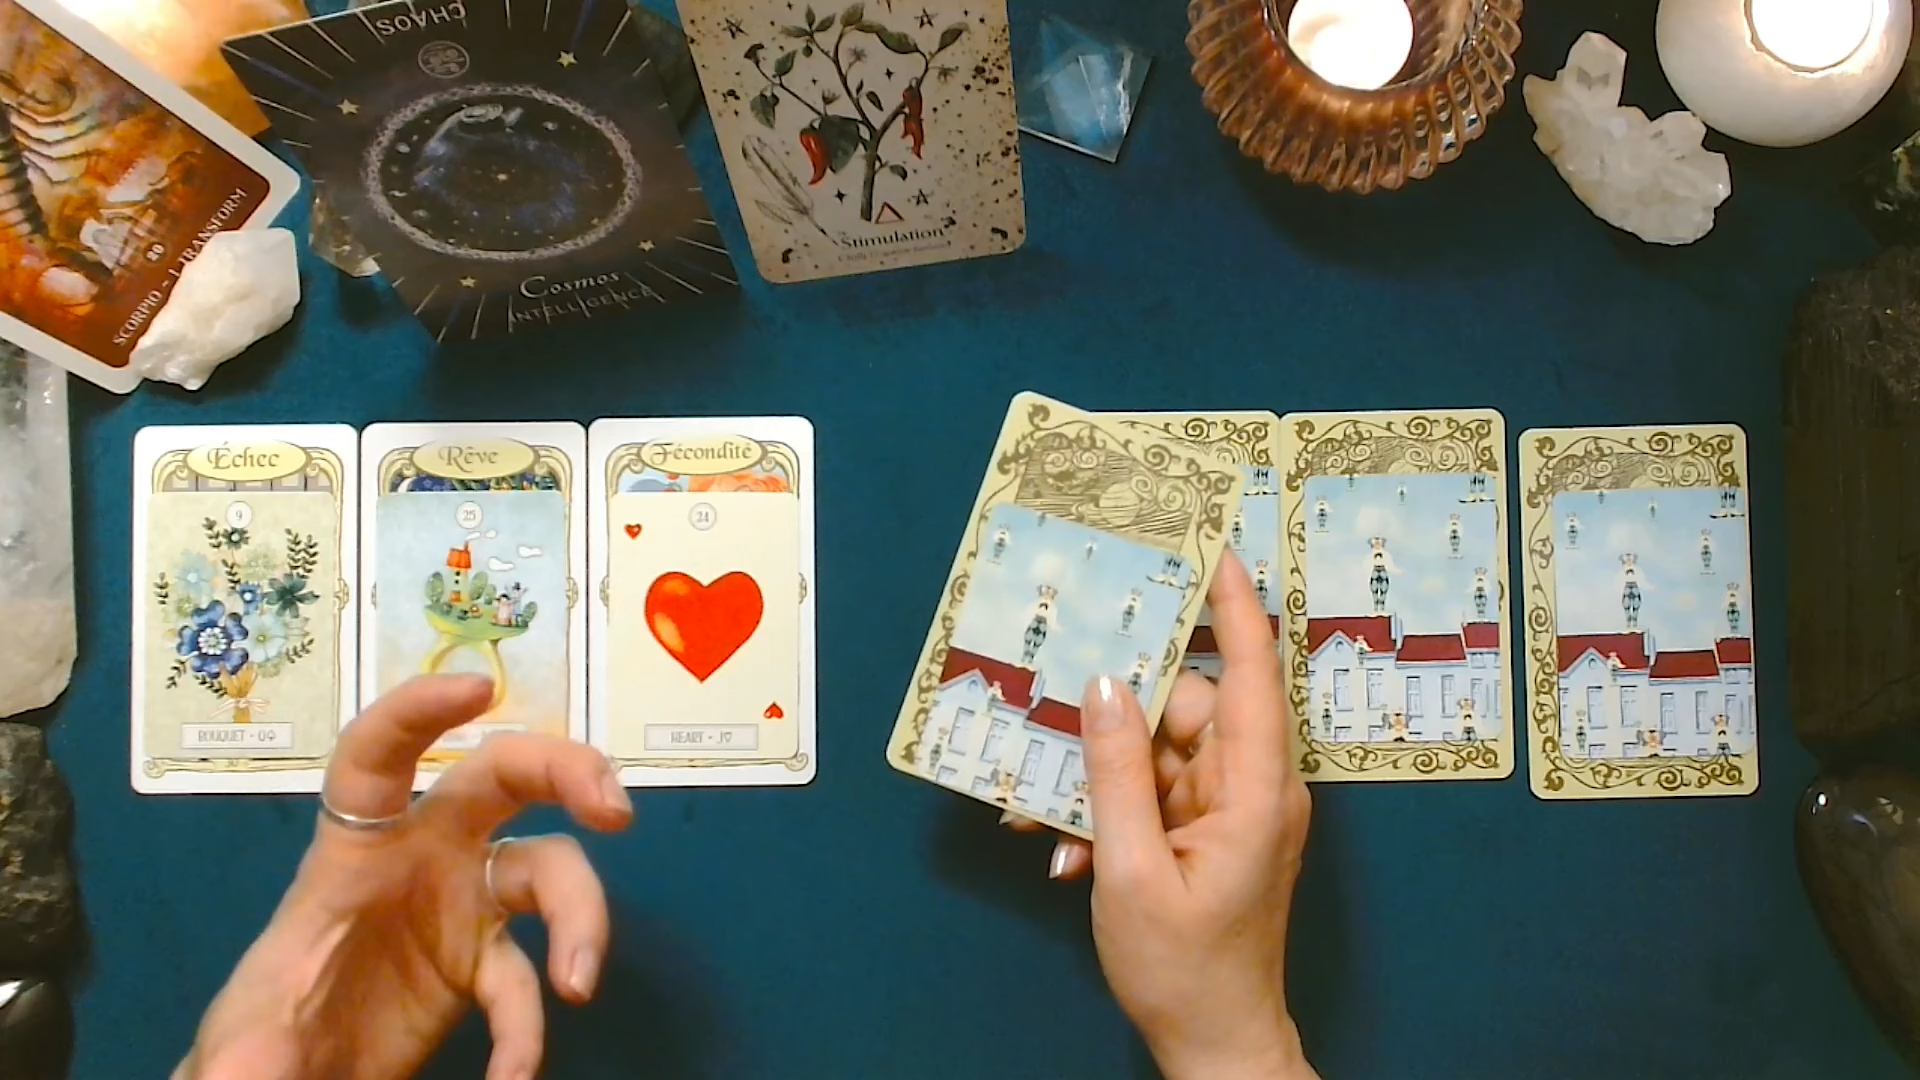 CHAOS
Cosmos
INTELLIGENCE
Stimulation
20
SCORPIO ~ I TRANSFORM
Échec
Rêve
Fécondité
9
25
24
BOUQUET - Q♤
HEART - J♡